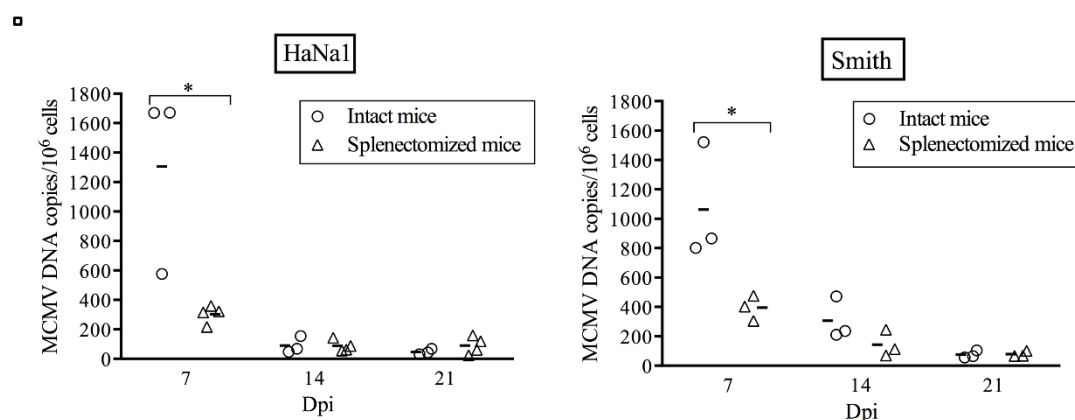 HaNa1
MCMV DNA copies/10⁶ cells
1800
1600
1400
1200
1000
800
600
400
200
0
*
Intact mice
Splenectomized mice
7
14
21
Dpi
Smith
MCMV DNA copies/10⁶ cells
1800
1600
1400
1200
1000
800
600
400
200
0
*
Intact mice
Splenectomized mice
7
14
21
Dpi